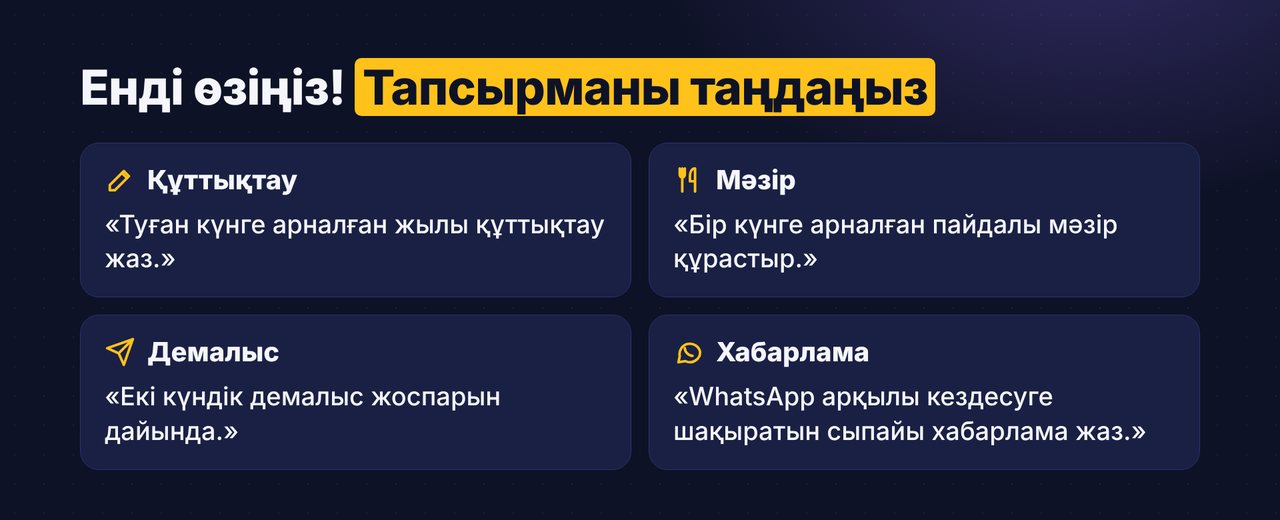 Енді өзіңіз! Тапсырманы таңдаңыз
Құттықтау
«Туған күнге арналған жылы құттықтау
жаз.»
Мәзір
«Бір күнге арналған пайдалы мәзір
құрастыр.»
Демалыс
«Екі күндік демалыс жоспарын
дайында.»
Хабарлама
«WhatsApp арқылы кездесуге
шақыратын сыпайы хабарлама жаз.»